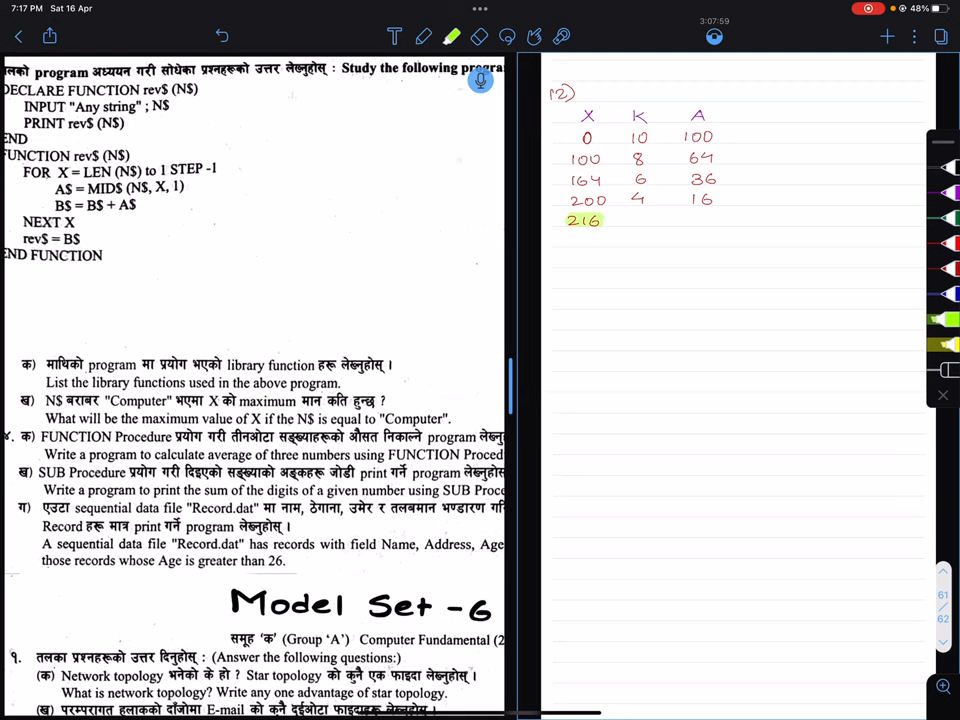 7:17 PM Sat 16 Apr
48%
3:07:59
तलको program अध्ययन गरी सोधेका प्रश्नहरूको उत्तर लेख्नुहोस् : Study the following progra
DECLARE FUNCTION rev$ (N$)
INPUT "Any string" ; N$
PRINT rev$ (N$)
END
FUNCTION rev$ (N$)
FOR X = LEN (N$) to 1 STEP -1
A$ = MID$ (N$, X, 1)
B$ = B$ + A$
NEXT X
rev$ = B$
END FUNCTION
क) माथिको program मा प्रयोग भएको library function हरू लेख्नुहोस् ।
List the library functions used in the above program.
ख) N$ बराबर "Computer" भएमा X को maximum मान कति हुन्छ ?
What will be the maximum value of X if the N$ is equal to "Computer".
४. क) FUNCTION Procedure प्रयोग गरी तीनओटा सङ्ख्याहरूको औसत निकाल्ने program लेख्नु
Write a program to calculate average of three numbers using FUNCTION Proced
ख) SUB Procedure प्रयोग गरी दिइएको सङ्ख्याको अङ्कहरू जोडी print गर्ने program लेख्नुहो
Write a program to print the sum of the digits of a given number using SUB Proce
ग) एउटा sequential data file "Record.dat" मा नाम, ठेगाना, उमेर र तलबमान भण्डारण गरि
Record हरू मात्र print गर्ने program लेख्नुहोस् ।
A sequential data file "Record.dat" has records with field Name, Address, Age
those records whose Age is greater than 26.
Model Set - 6
समूह 'क' (Group 'A') Computer Fundamental (2
१. तलका प्रश्नहरूको उत्तर दिनुहोस् : (Answer the following questions:)
(क) Network topology भनेको के हो ? Star topology को कुनै एक फाइदा लेख्नुहोस् ।
What is network topology? Write any one advantage of star topology.
(ख) परम्परागत हुलाकको दाँजोमा E-mail को कुनै दुईओटा फाइदाहरू लेख्नुहोस् ।
12)
X K A
0 10 100
100 8 64
164 6 36
200 4 16
216
61
/
62